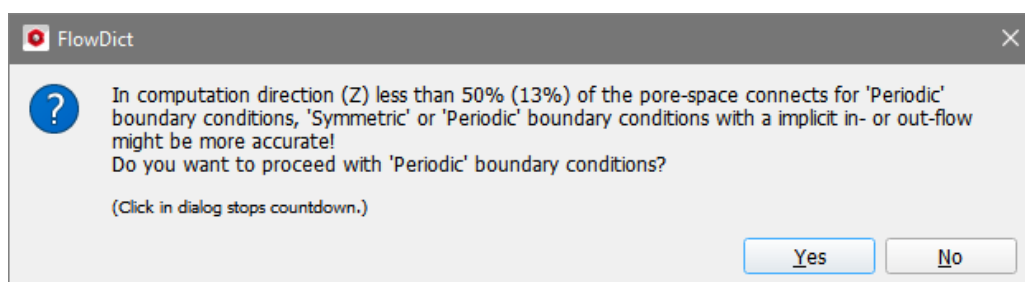 FlowDict
In computation direction (Z) less than 50% (13%) of the pore-space connects for 'Periodic'
boundary conditions, 'Symmetric' or 'Periodic' boundary conditions with a implicit in- or out-flow
might be more accurate!
Do you want to proceed with 'Periodic' boundary conditions?
(Click in dialog stops countdown.)
Yes
No